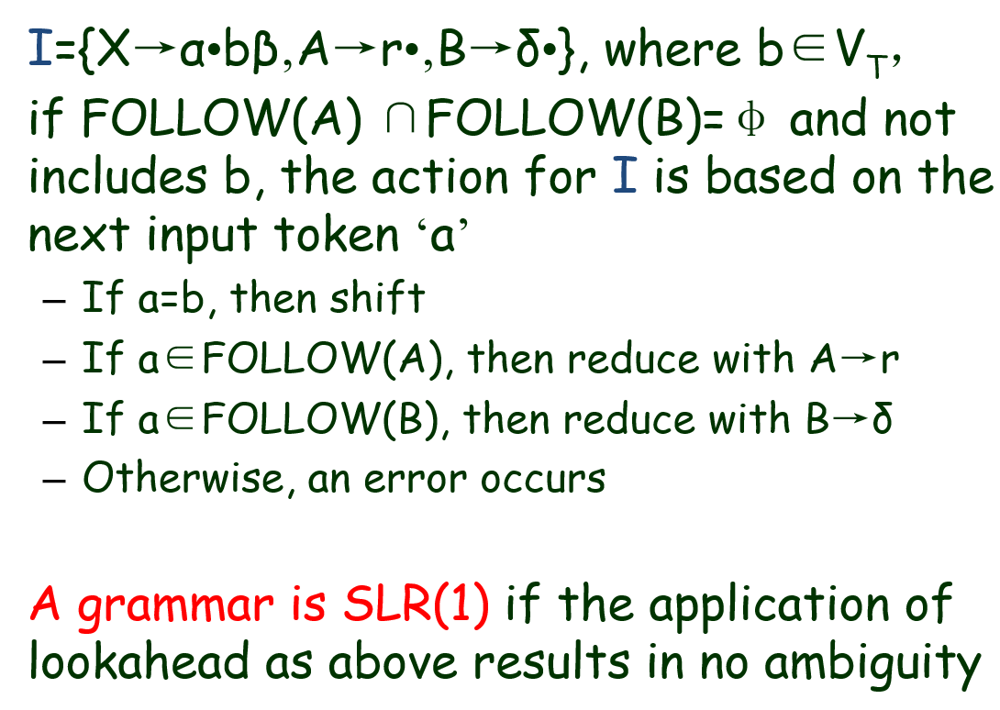 I={X→α•bβ,A→r•,B→δ•}, where b∈V_T,
if FOLLOW(A) ∩FOLLOW(B)=Φ and not
includes b, the action for I is based on the
next input token ‘a’
– If a=b, then shift
– If a∈FOLLOW(A), then reduce with A→r
– If a∈FOLLOW(B), then reduce with B→δ
– Otherwise, an error occurs
A grammar is SLR(1) if the application of
lookahead as above results in no ambiguity